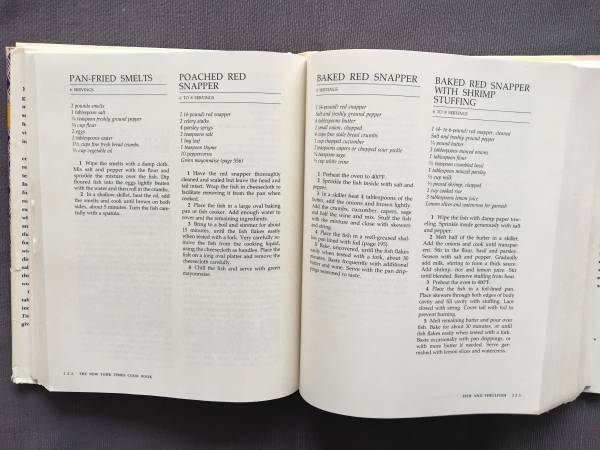 PAN-FRIED SMELTS
6 SERVINGS
3 pounds smelts
1 tablespoon salt
¼ teaspoon freshly ground pepper
¾ cup flour
2 eggs
2 tablespoons water
1½ cups fine fresh bread crumbs
½ cup vegetable oil
1 Wipe the smelts with a damp cloth.
Mix salt and pepper with the flour and
sprinkle the mixture over the fish. Dip
floured fish into the eggs lightly beaten
with the water and then roll in the crumbs.
2 In a shallow skillet, heat the oil, add
the smelts and cook until brown on both
sides, about 5 minutes. Turn the fish care-
fully with a spatula.
122 THE NEW YORK TIMES COOK BOOK
POACHED RED
SNAPPER
6 TO 8 SERVINGS
1 (4-pound) red snapper
2 celery stalks
4 parsley sprigs
2 teaspoons salt
1 bay leaf
1 teaspoon thyme
10 peppercorns
Green mayonnaise (page 556)
1 Have the red snapper thoroughly
cleaned and scaled but leave the head and
tail intact. Wrap the fish in cheesecloth to
facilitate removing it from the pan when
cooked.
2 Place the fish in a large oval baking
pan or fish cooker. Add enough water to
cover and the remaining ingredients.
3 Bring to a boil and simmer for about
15 minutes, until the fish flakes easily
when tested with a fork. Very carefully re-
move the fish from the cooking liquid,
using the cheesecloth as handles. Place the
fish on a long oval platter and remove the
cheesecloth carefully.
4 Chill the fish and serve with green
mayonnaise.
BAKED RED SNAPPER
6 SERVINGS
1 (4-pound) red snapper
Salt and freshly ground pepper
6 tablespoons butter
1 small onion, chopped
2 cups fine stale bread crumbs
1 cup chopped cucumber
2 teaspoons capers or chopped sour pickle
¾ teaspoon sage
½ cup white wine
1 Preheat the oven to 400°F.
2 Sprinkle the fish inside with salt and
pepper.
3 In a skillet heat 4 tablespoons of the
butter, add the onions and brown lightly.
Add the crumbs, cucumber, capers, sage
and half the wine and mix. Stuff the fish
with the mixture and close with skewers
and string.
4 Place the fish in a well-greased shal-
low pan lined with foil (page 195).
5 Bake, uncovered, until the fish flakes
easily when tested with a fork, about 30
minutes. Baste frequently with additional
butter and wine. Serve with the pan drip-
pings seasoned to taste.
BAKED RED SNAPPER
WITH SHRIMP
STUFFING
6 TO 8 SERVINGS
1 (4- to 6-pound) red snapper, cleaned
Salt and freshly ground pepper
¼ pound butter
2 tablespoons minced onions
1 tablespoon flour
½ teaspoon crumbled basil
1 tablespoon minced parsley
½ cup milk
½ pound shrimp, chopped
2 cups cooked rice
3 tablespoons lemon juice
Lemon slices and watercress for garnish
1 Wipe the fish with damp paper tow-
eling. Sprinkle inside generously with salt
and pepper.
2 Melt half of the butter in a skillet.
Add the onions and cook until transpar-
ent. Stir in the flour, basil and parsley.
Season with salt and pepper. Gradually
add milk, stirring to form a thick sauce.
Add shrimp, rice and lemon juice. Stir
until blended. Remove stuffing from heat.
3 Preheat the oven to 400°F.
4 Place the fish in a foil-lined pan.
Place skewers through both edges of body
cavity and fill cavity with stuffing. Lace
closed with string. Cover tail with foil to
prevent burning.
5 Melt remaining butter and pour over
fish. Bake for about 30 minutes, or until
fish flakes easily when tested with a fork.
Baste occasionally with pan drippings, or
with more butter if needed. Serve gar-
nished with lemon slices and watercress.
FISH AND SHELLFISH 223